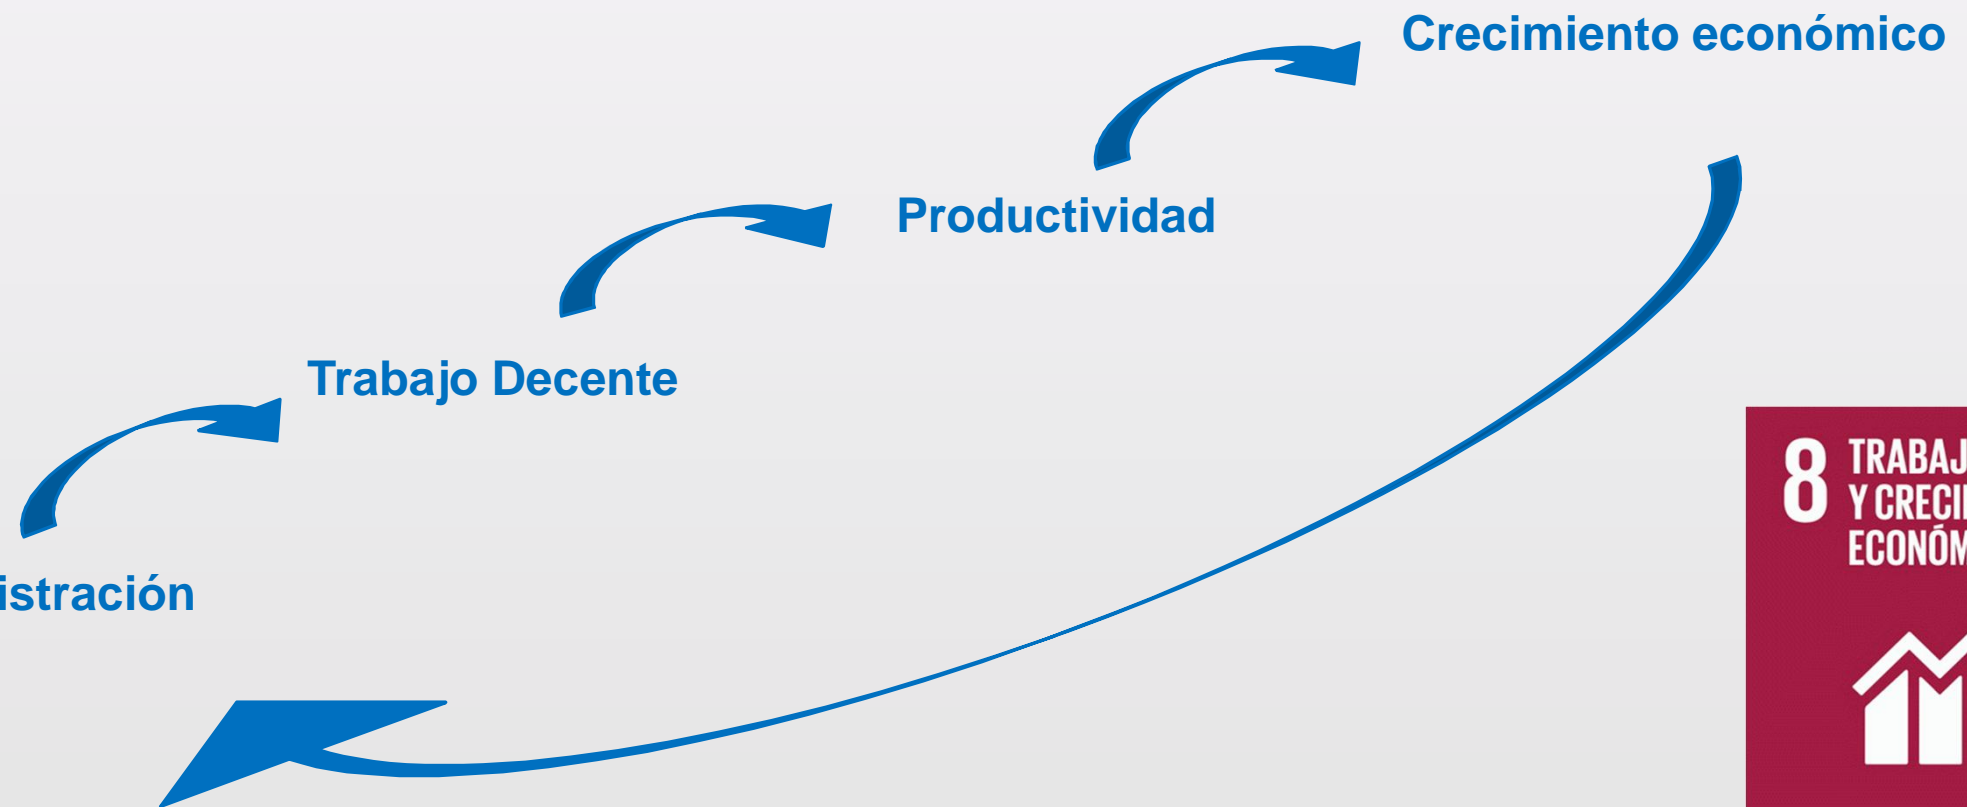 Crecimiento económico
Productividad
Trabajo Decente
istración
8 TRABAJ
Y CRECI
ECONÓM